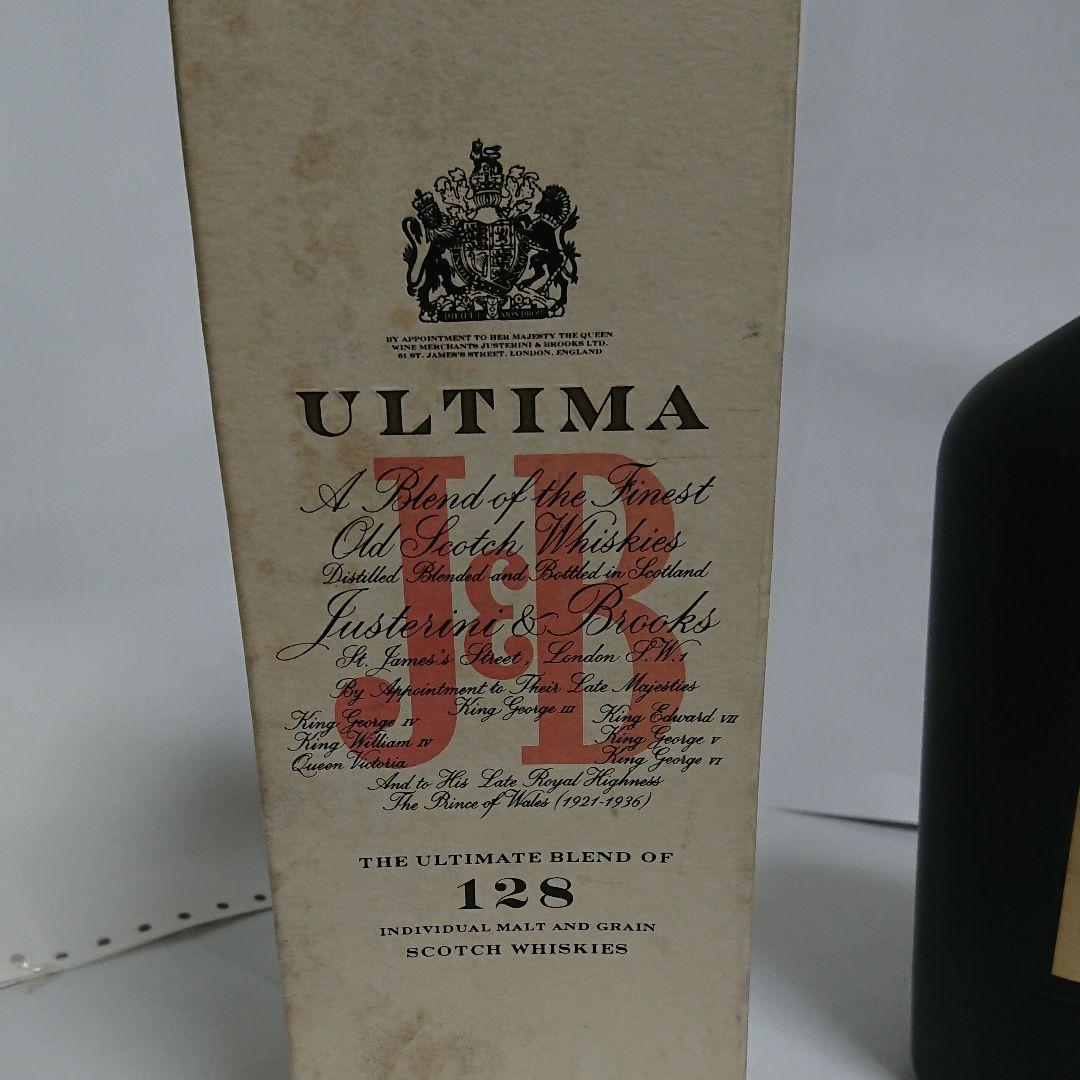 DIEU ET MON DROIT
BY APPOINTMENT TO HER MAJESTY THE QUEEN
WINE MERCHANTS JUSTERINI & BROOKS LTD.
61 ST. JAMES'S STREET, LONDON, ENGLAND
ULTIMA
J&B
A Blend of the Finest
Old Scotch Whiskies
Distilled Blended and Bottled in Scotland
Justerini & Brooks
St. James's Street, London S.W.1
By Appointment to Their Late Majesties
King George III
King George IV King Edward VII
King William IV King George V
Queen Victoria King George VI
And to His Late Royal Highness
The Prince of Wales (1921-1936)
THE ULTIMATE BLEND OF
128
INDIVIDUAL MALT AND GRAIN
SCOTCH WHISKIES